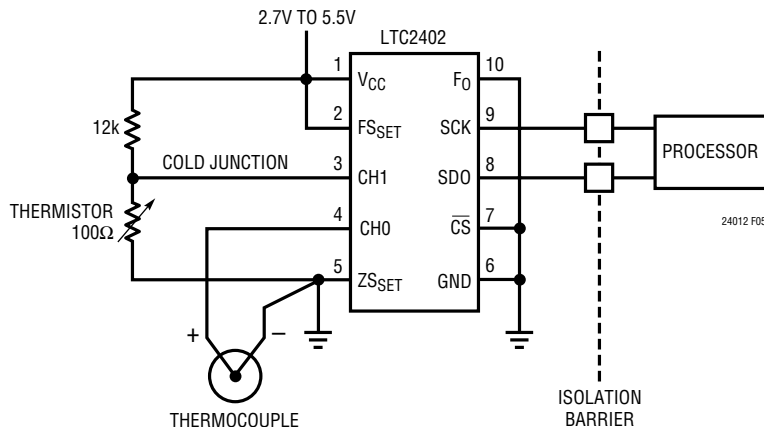 2.7V TO 5.5V
LTC2402
1
VCC
FO
10
12k
2
FSSET
SCK
9
COLD JUNCTION
3
CH1
SDO
8
PROCESSOR
THERMISTOR
100Ω
4
CH0
CS
7
24012 F05
5
ZSSET
GND
6
+
–
THERMOCOUPLE
ISOLATION
BARRIER